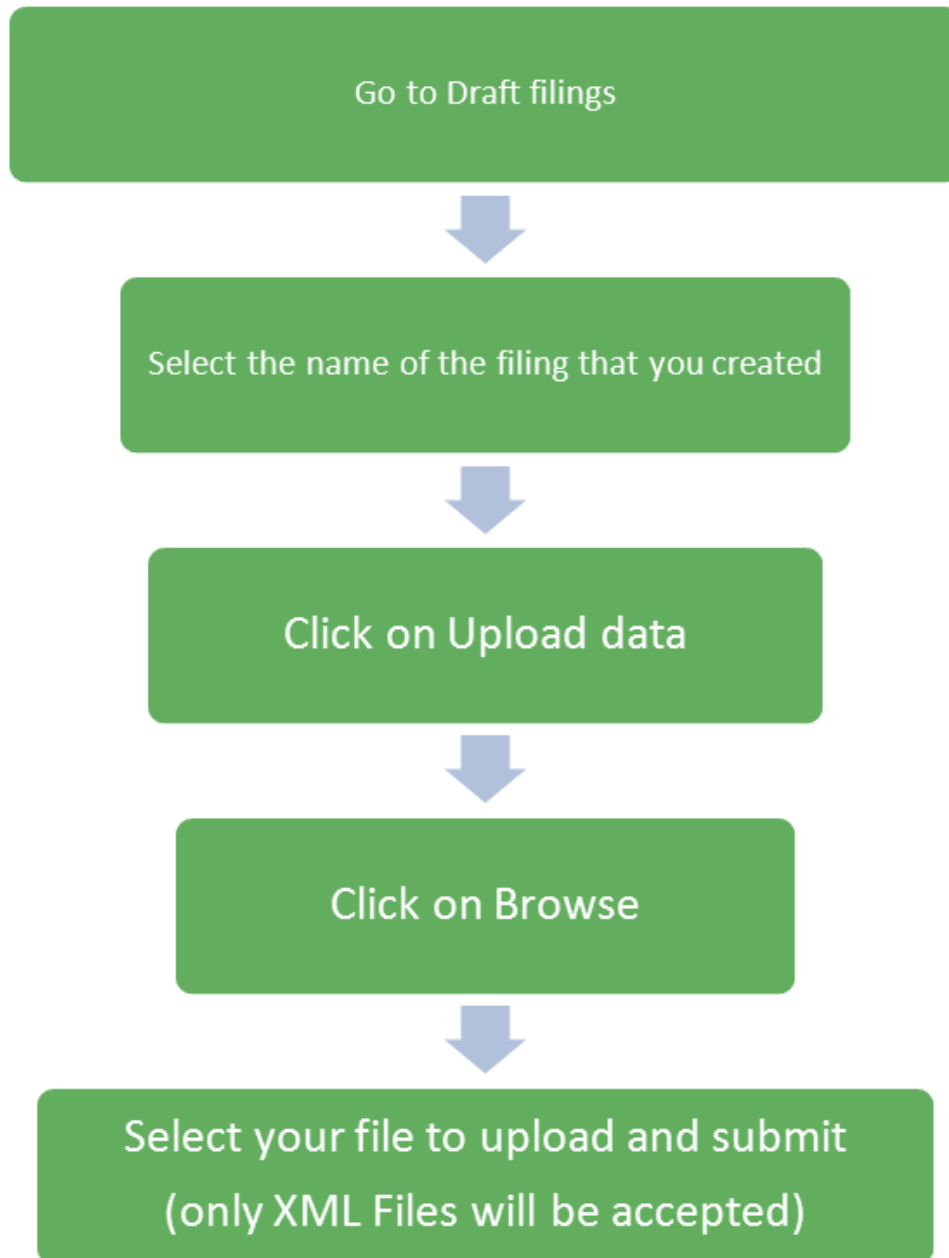 Go to Draft filings
Select the name of the filing that you created
Click on Upload data
Click on Browse
Select your file to upload and submit
(only XML Files will be accepted)